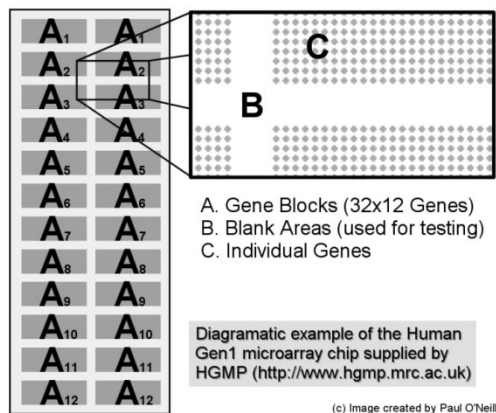 A1 A1
A2 A2
A3 A3
A4 A4
A5 A5
A6 A6
A7 A7
A8 A8
A9 A9
A10 A10
A11 A11
A12 A12
C
B
A. Gene Blocks (32x12 Genes)
B. Blank Areas (used for testing)
C. Individual Genes
Diagramatic example of the Human
Gen1 microarray chip supplied by
HGMP (http://www.hgmp.mrc.ac.uk)
(c) Image created by Paul O'Neill